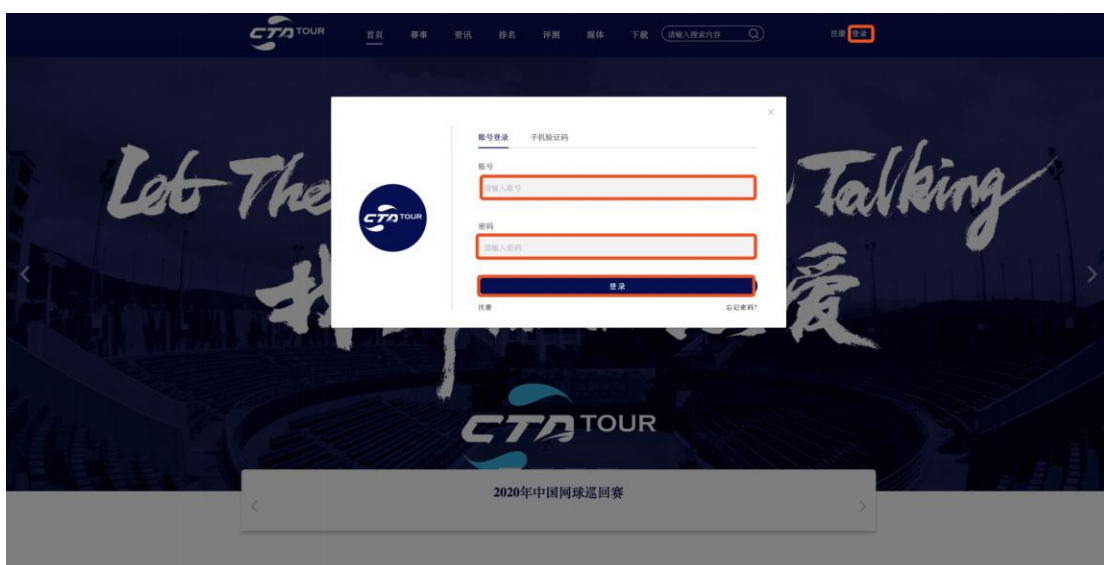 CTA TOUR
首页 赛事 资讯 排名 评测 媒体 下载 请输入搜索内容 注册 登录
账号登录 手机验证码
账号
请输入账号
CTA TOUR
密码
请输入密码
登录
注册 忘记密码?
Let The Talking
爱
CTA TOUR
2020年中国网球巡回赛